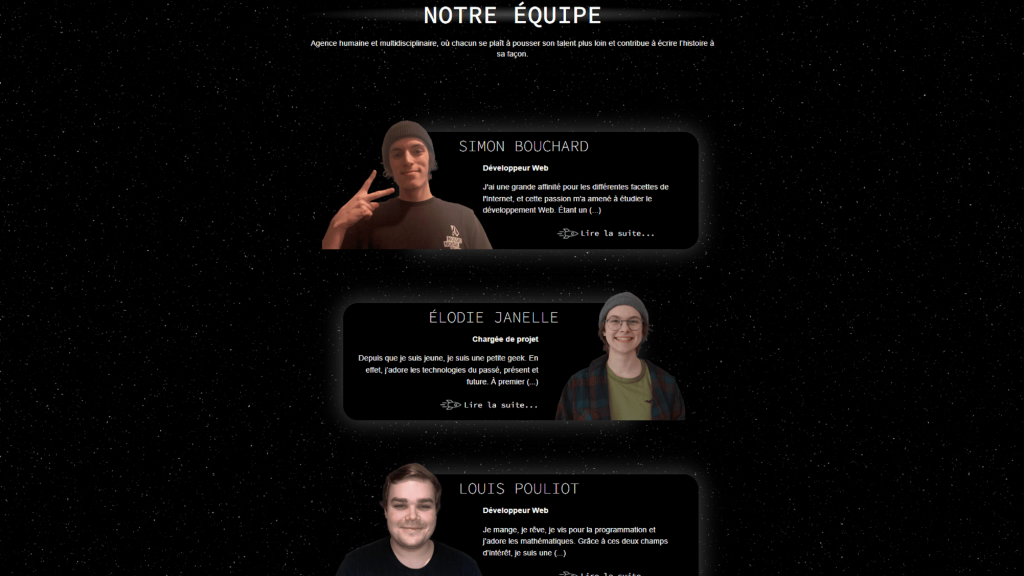 NOTRE ÉQUIPE
Agence humaine et multidisciplinaire, où chacun se plaît à pousser son talent plus loin et contribue à écrire l'histoire à
sa façon.
SIMON BOUCHARD
Développeur Web
J'ai une grande affinité pour les différentes facettes de
l'Internet, et cette passion m'a amené à étudier le
développement Web. Étant un (...)
Lire la suite...
ÉLODIE JANELLE
Chargée de projet
Depuis que je suis jeune, je suis une petite geek. En
effet, j'adore les technologies du passé, présent et
future. À premier (...)
Lire la suite...
LOUIS POULIOT
Développeur Web
Je mange, je rêve, je vis pour la programmation et
j'adore les mathématiques. Grâce à ces deux champs
d'intérêt, je suis une (...)
Lire la suite...